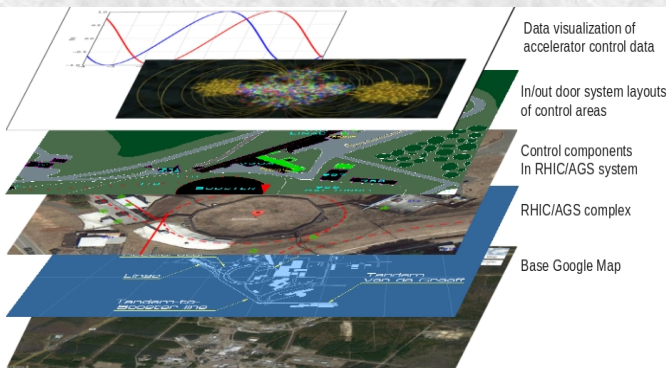 Data visualization of
accelerator control data
In/out door system layouts
of control areas
Control components
In RHIC/AGS system
RHIC/AGS complex
Base Google Map
BOOSTER
Linac
Tandem
van de Graaff
Tandem-to-
Booster line